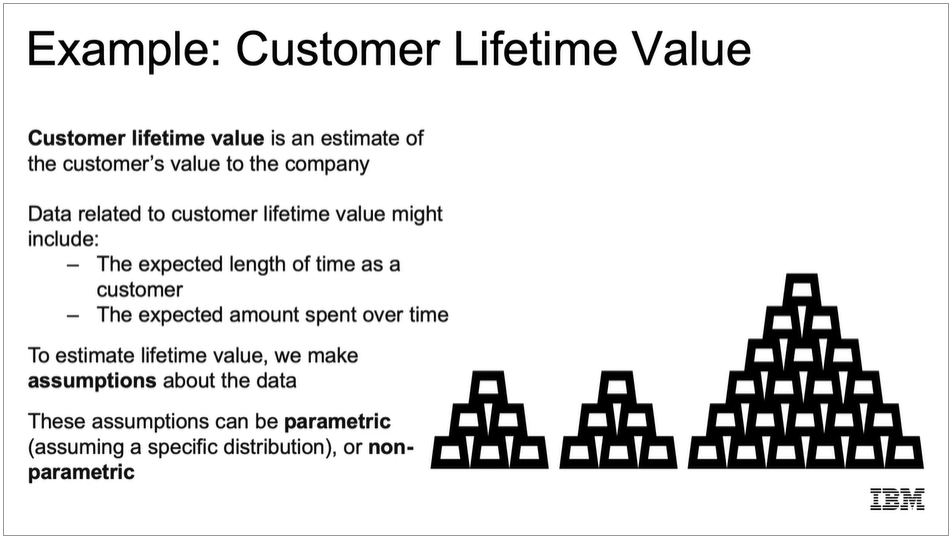 Example: Customer Lifetime Value
Customer lifetime value is an estimate of
the customer's value to the company
Data related to customer lifetime value might
include:
– The expected length of time as a
customer
– The expected amount spent over time
To estimate lifetime value, we make
assumptions about the data
These assumptions can be parametric
(assuming a specific distribution), or non-
parametric
IBM